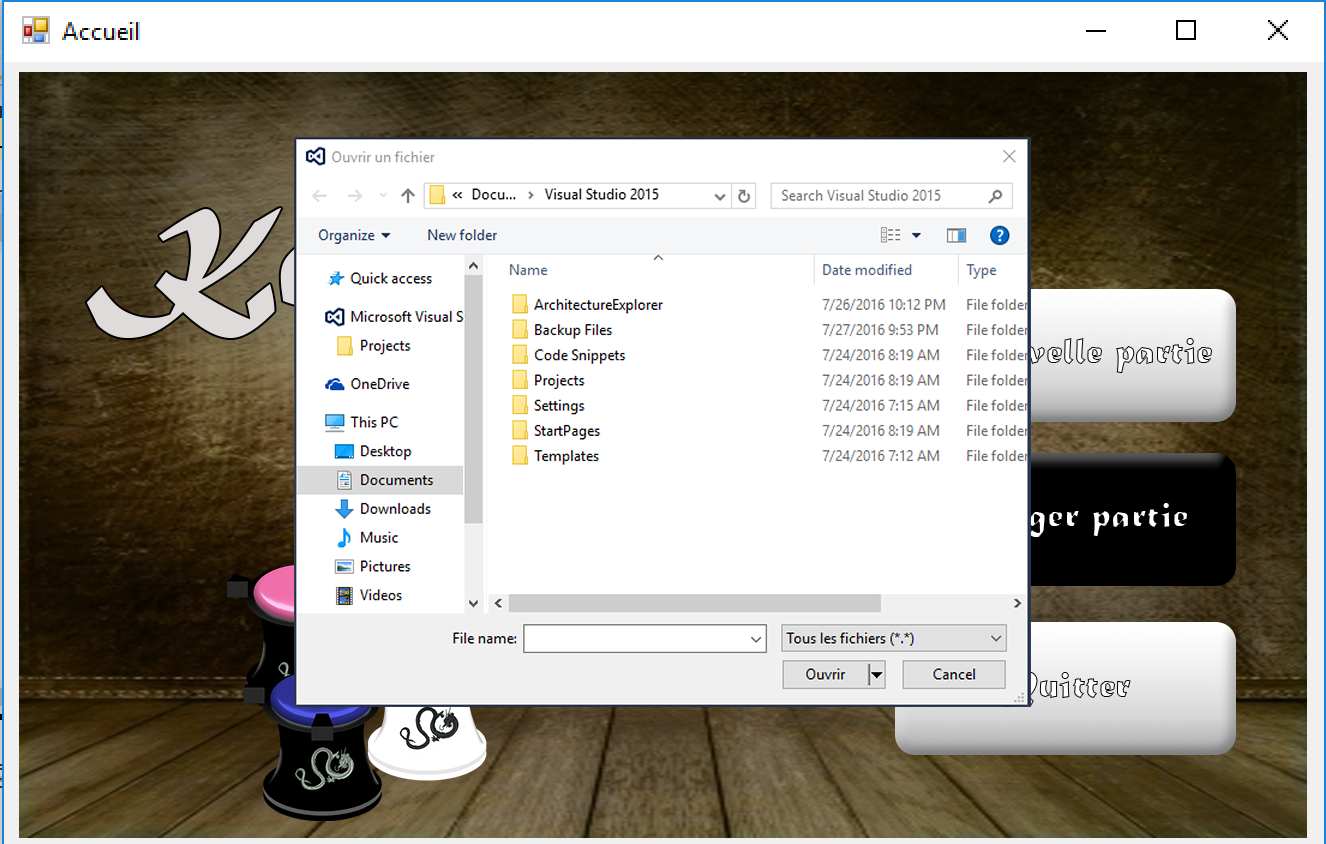 Accueil
Ouvrir un fichier
« Docu... › Visual Studio 2015
Search Visual Studio 2015
Organize
New folder
Name
Date modified
Type
Quick access
Microsoft Visual S
Projects
OneDrive
This PC
Desktop
Documents
Downloads
Music
Pictures
Videos
ArchitectureExplorer 7/26/2016 10:12 PM File folder
Backup Files 7/27/2016 9:53 PM File folder
Code Snippets 7/24/2016 8:19 AM File folder
Projects 7/24/2016 8:19 AM File folder
Settings 7/24/2016 7:15 AM File folder
StartPages 7/24/2016 8:19 AM File folder
Templates 7/24/2016 7:12 AM File folder
File name:
Tous les fichiers (*.*)
Ouvrir
Cancel
velle partie
ger partie
Quitter